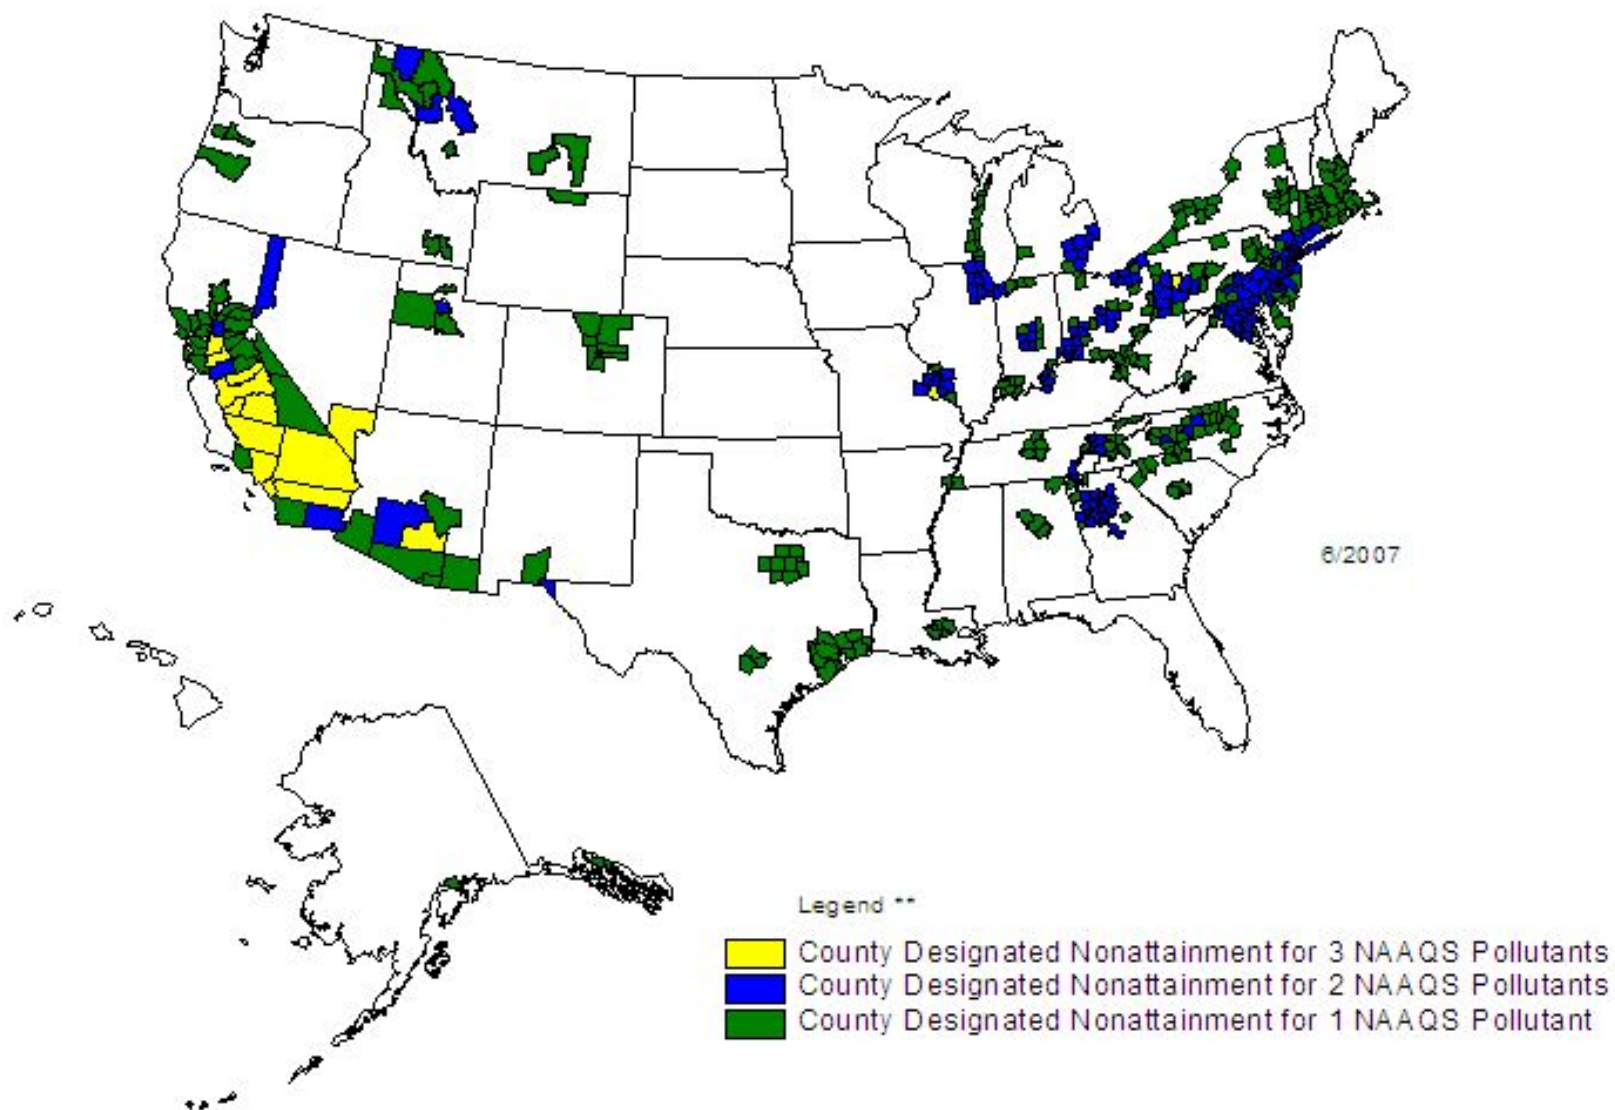 6/2007
Legend **
County Designated Nonattainment for 3 NAAQS Pollutants
County Designated Nonattainment for 2 NAAQS Pollutants
County Designated Nonattainment for 1 NAAQS Pollutant